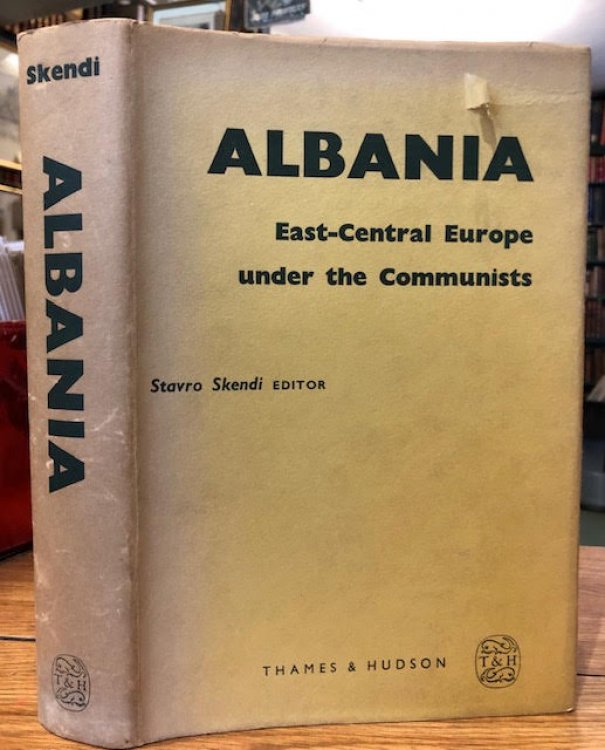 Skendi
ALBANIA
T & H
ALBANIA
East-Central Europe
under the Communists
Stavro Skendi EDITOR
THAMES & HUDSON
T & H